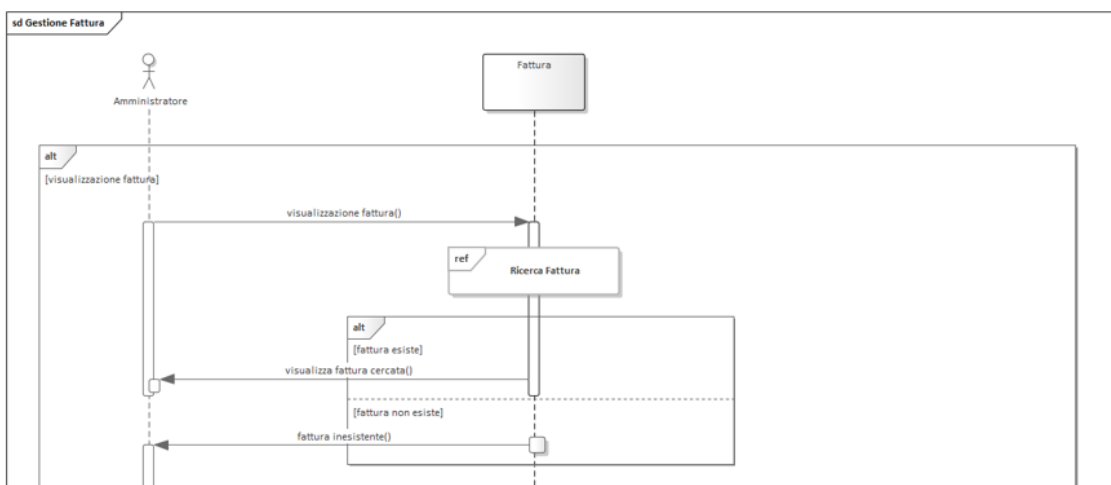 sd Gestione Fattura
Fattura
Amministratore
alt
[visualizzazione fattura]
visualizzazione fattura()
ref
Ricerca Fattura
alt
[fattura esiste]
visualizza fattura cercata()
[fattura non esiste]
fattura inesistente()